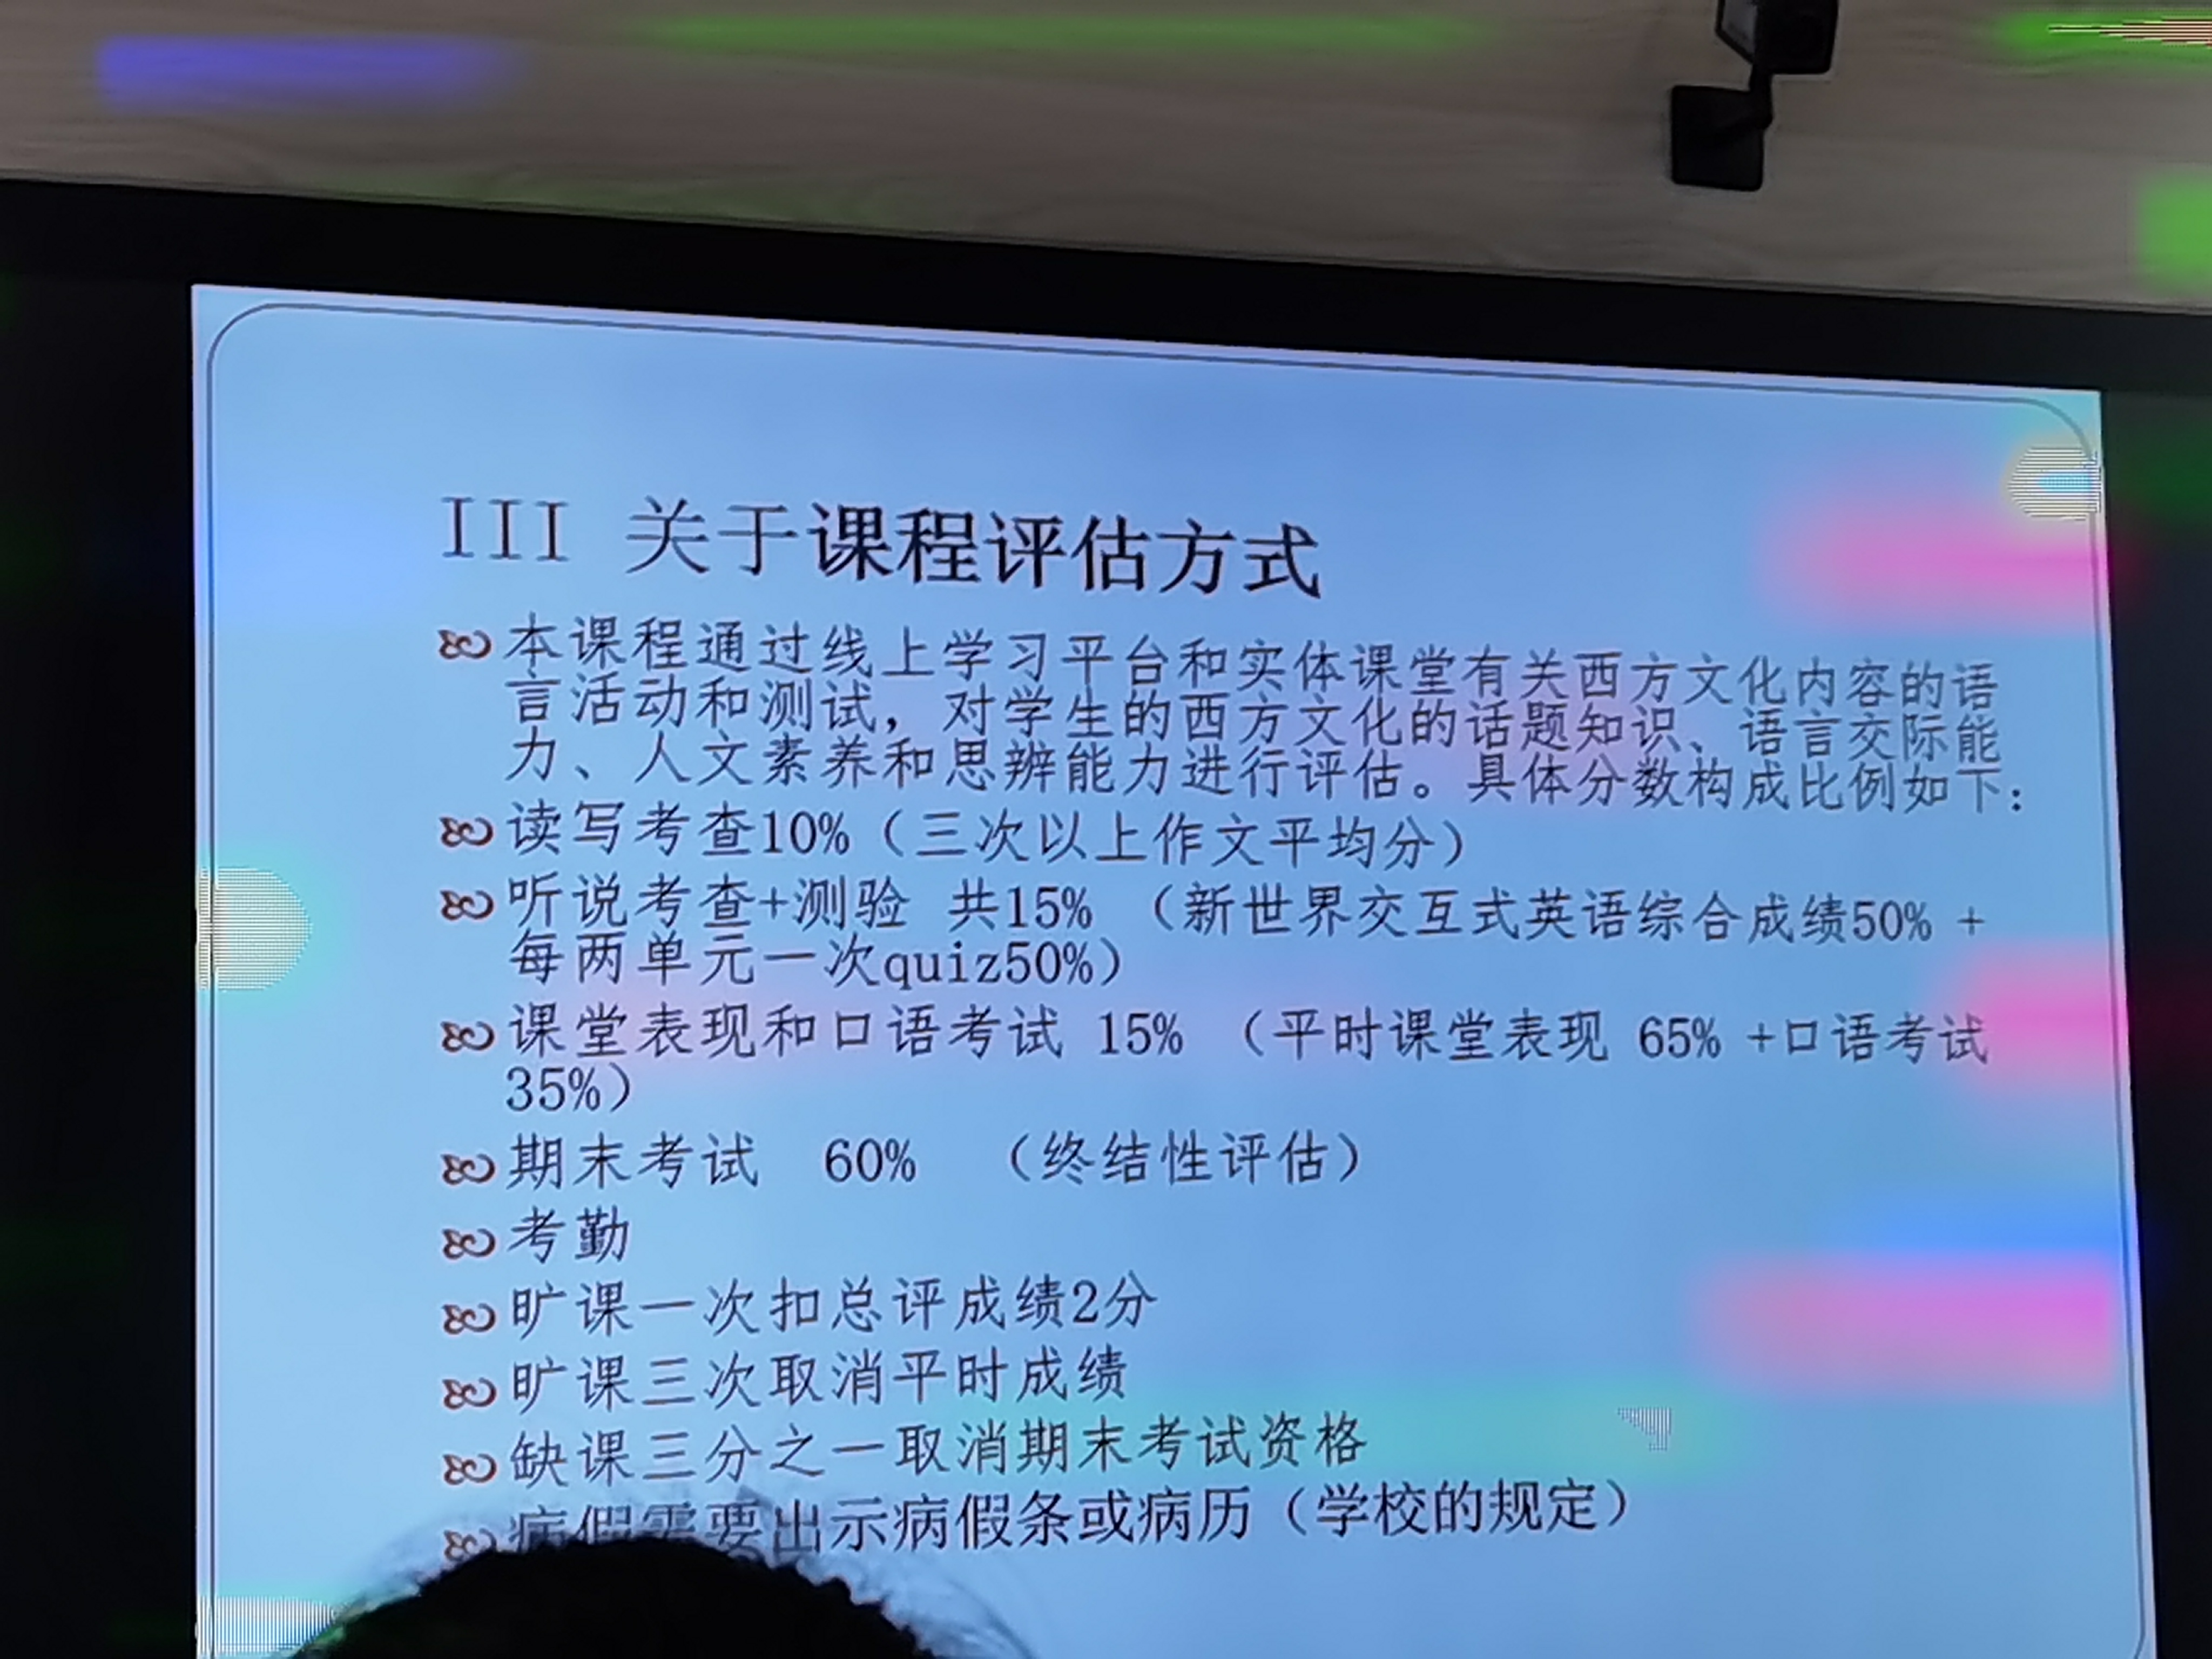 III 关于课程评估方式
本课程通过线上学习平台和实体课堂有关西方文化内容的语
言活动和测试，对学生的西方文化的话题知识、语言交际能
力、人文素养和思辨能力进行评估。具体分数构成比例如下：
读写考查10%（三次以上作文平均分）
听说考查+测验 共15% （新世界交互式英语综合成绩50% +
每两单元一次quiz50%）
课堂表现和口语考试 15% （平时课堂表现 65% +口语考试
35%）
期末考试 60% （终结性评估）
考勤
旷课一次扣总评成绩2分
旷课三次取消平时成绩
缺课三分之一取消期末考试资格
病假需要出示病假条或病历（学校的规定）